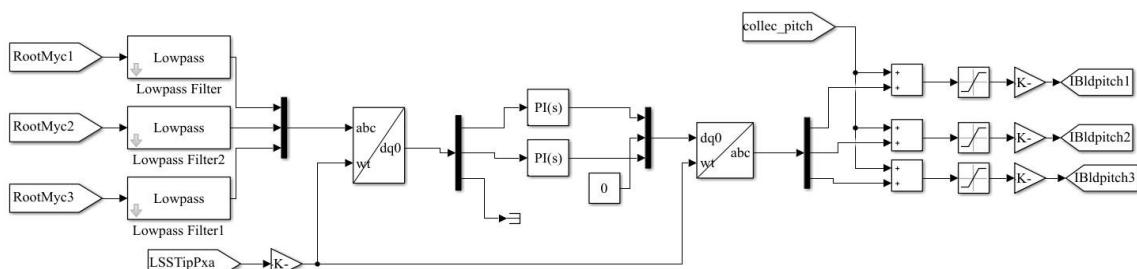 RootMyc1
Lowpass
Lowpass Filter
RootMyc2
Lowpass
Lowpass Filter2
RootMyc3
Lowpass
Lowpass Filter1
LSSTipPxa
K-
abc
wt
dq0
PI(s)
PI(s)
0
dq0
wt
abc
collec_pitch
+
+
K-
IBldpitch1
+
+
K-
IBldpitch2
+
+
K-
IBldpitch3